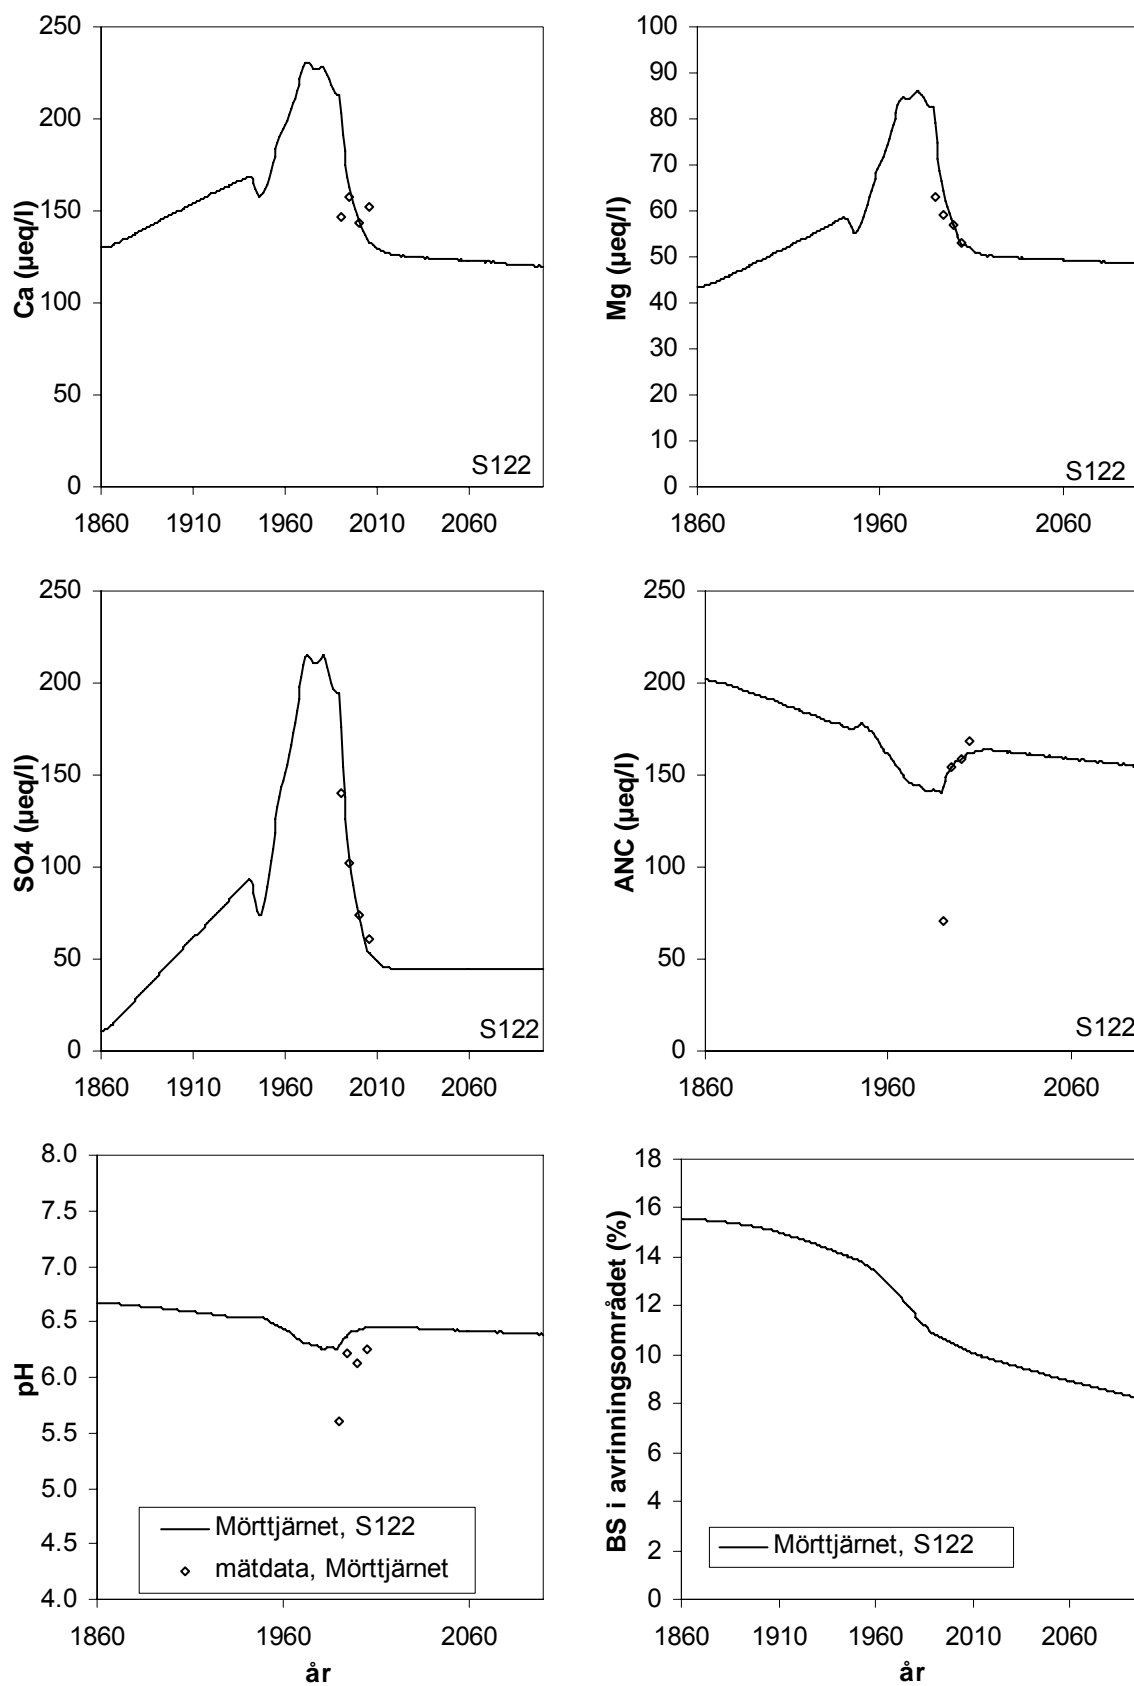 Ca (µeq/l)
250
200
150
100
50
0
1860 1910 1960 2010 2060
S122
Mg (µeq/l)
100
90
80
70
60
50
40
30
20
10
0
1860 1960 2060
S122
SO4 (µeq/l)
250
200
150
100
50
0
1860 1910 1960 2010 2060
S122
ANC (µeq/l)
250
200
150
100
50
0
1860 1960 2060
S122
pH
8.0
7.5
7.0
6.5
6.0
5.5
5.0
4.5
4.0
1860 1960 2060
år
Mörttjärnet, S122
mätdata, Mörttjärnet
BS i avrinningsområdet (%)
18
16
14
12
10
8
6
4
2
0
1860 1910 1960 2010 2060
år
Mörttjärnet, S122